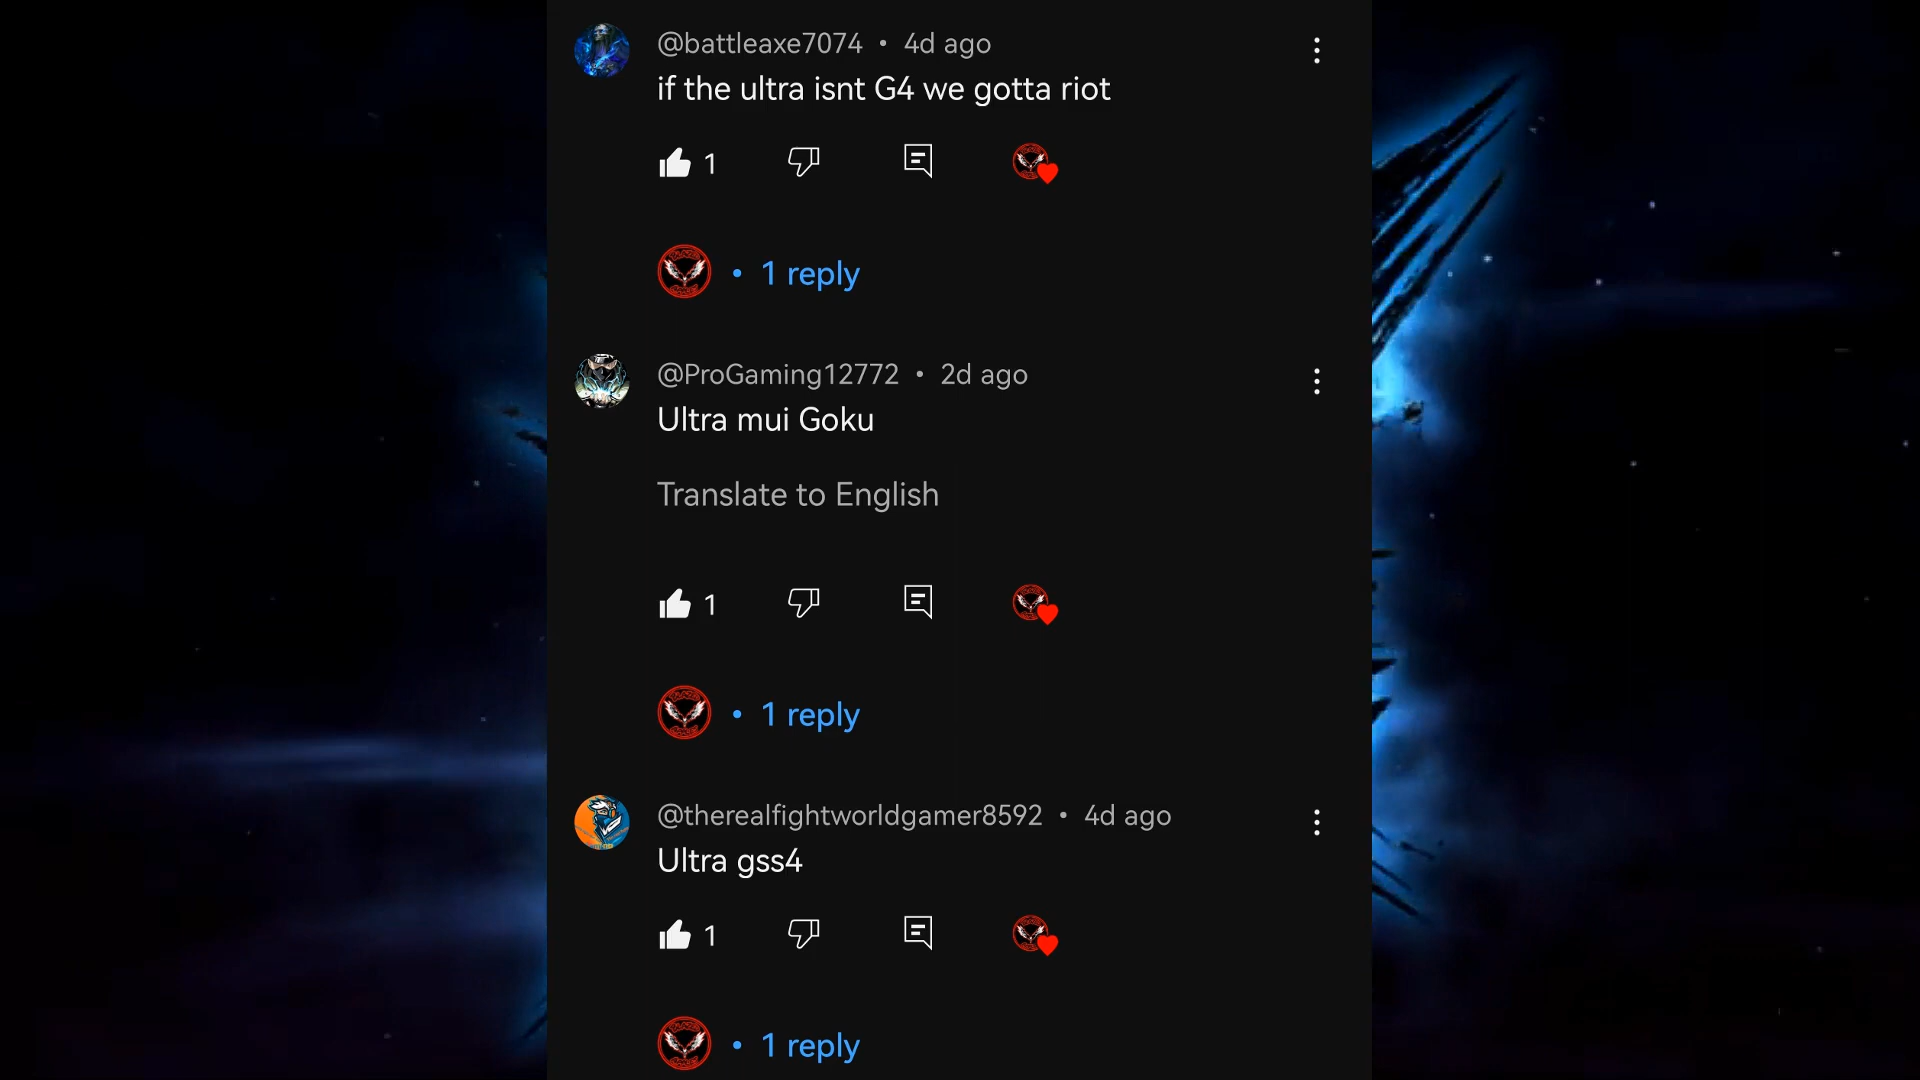 @battleaxe7074 • 4d ago
if the ultra isnt G4 we gotta riot
1
• 1 reply
@ProGaming12772 • 2d ago
Ultra mui Goku
Translate to English
1
• 1 reply
@therealfightworldgamer8592 • 4d ago
Ultra gss4
1
• 1 reply